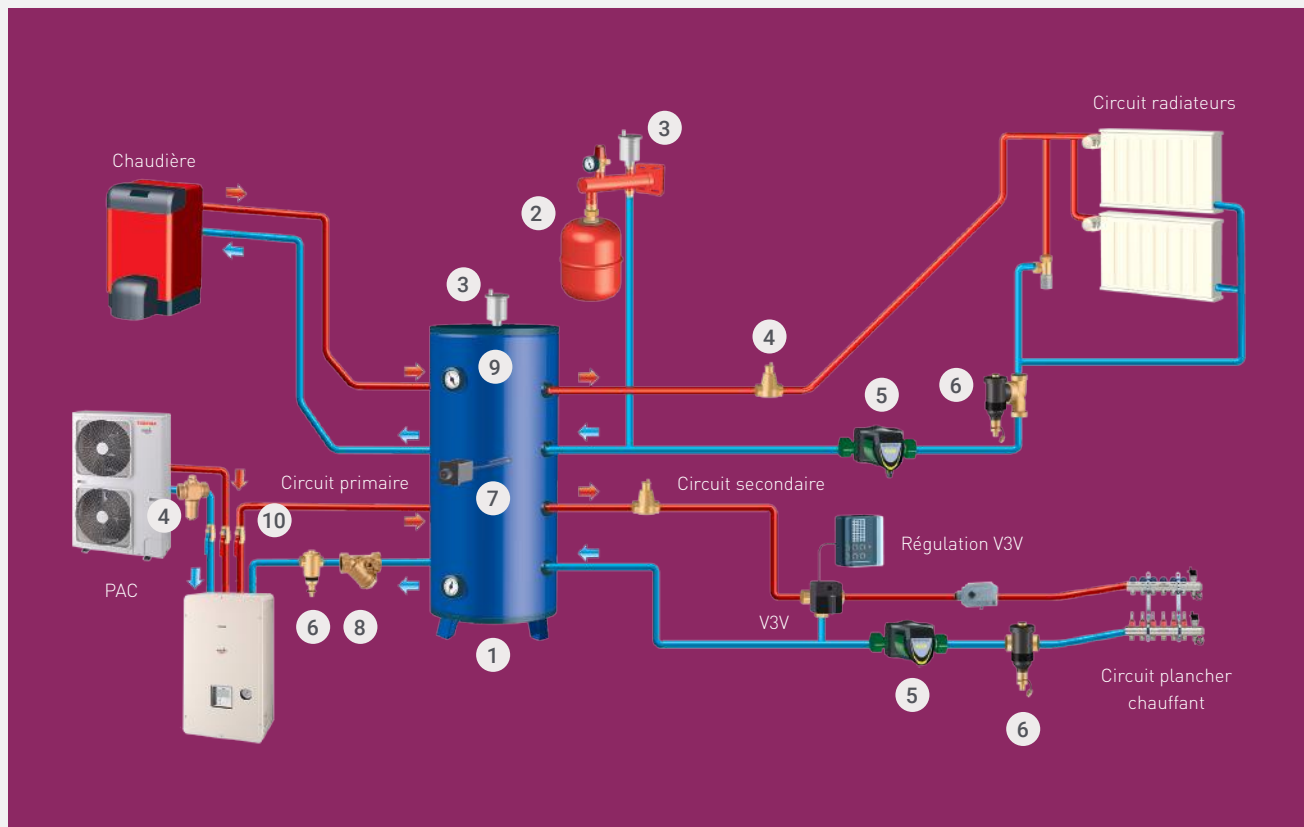 Circuit radiateurs
3
Chaudière
2
3
4
9
5
6
Circuit primaire
7
Circuit secondaire
4
10
Régulation V3V
PAC
V3V
6
8
1
5
6
Circuit plancher
chauffant